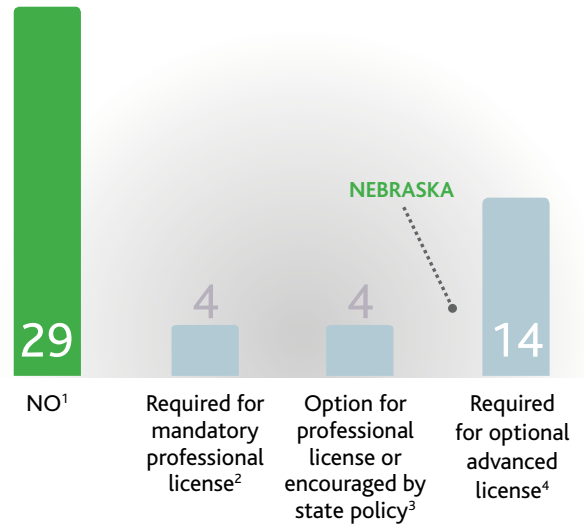 NEBRASKA
29
4
4
14
NO¹
Required for
mandatory
professional
license²
Option for
professional
license or
encouraged by
state policy³
Required
for optional
advanced
license⁴